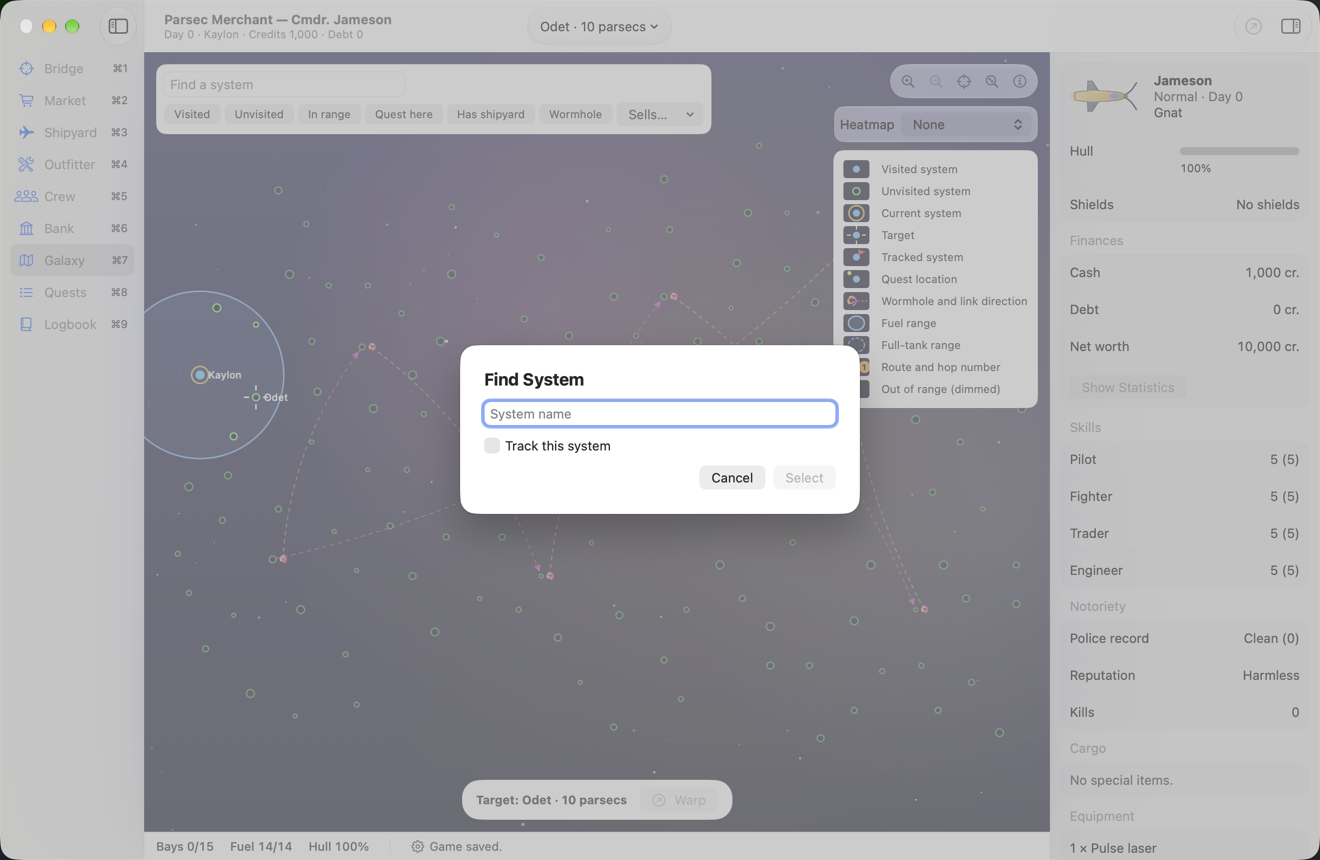 Parsec Merchant — Cmdr. Jameson
Day 0 · Kaylon · Credits 1,000 · Debt 0
Odet · 10 parsecs
Bridge ⌘1
Market ⌘2
Shipyard ⌘3
Outfitter ⌘4
Crew ⌘5
Bank ⌘6
Galaxy ⌘7
Quests ⌘8
Logbook ⌘9
Find a system
Visited Unvisited In range Quest here Has shipyard Wormhole Sells...
Heatmap None
Visited system
Unvisited system
Current system
Target
Tracked system
Quest location
Wormhole and link direction
Fuel range
Full-tank range
1 Route and hop number
Out of range (dimmed)
Kaylon
Odet
Find System
System name
Track this system
Cancel Select
Target: Odet · 10 parsecs Warp
Bays 0/15 Fuel 14/14 Hull 100% Game saved.
Jameson
Normal · Day 0
Gnat
Hull
100%
Shields No shields
Finances
Cash 1,000 cr.
Debt 0 cr.
Net worth 10,000 cr.
Show Statistics
Skills
Pilot 5 (5)
Fighter 5 (5)
Trader 5 (5)
Engineer 5 (5)
Notoriety
Police record Clean (0)
Reputation Harmless
Kills 0
Cargo
No special items.
Equipment
1 × Pulse laser